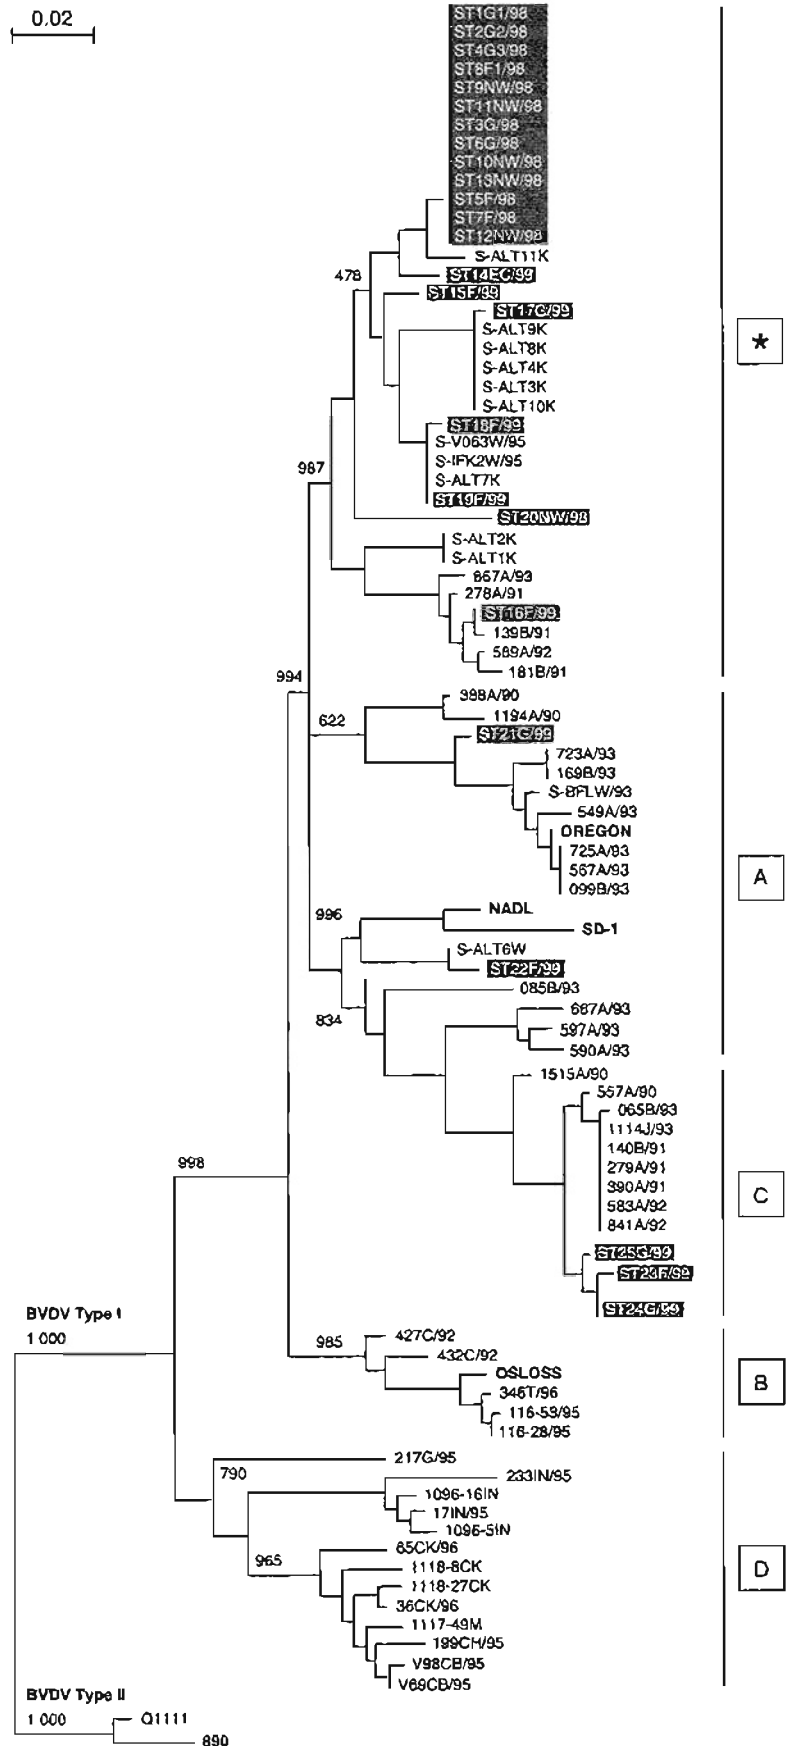 0.02
ST1G1/98
ST2G2/98
ST4G3/98
ST8F1/98
ST9NW/98
ST11NW/98
ST3G/98
ST6G/98
ST10NW/98
ST13NW/98
ST5F/98
ST7F/98
ST12NW/98
S-ALT11K
478
ST14EC/99
ST15F/99
ST17G/99
S-ALT9K
*
S-ALT8K
S-ALT4K
S-ALT3K
S-ALT10K
ST18F/99
S-V063W/95
S-IFK2W/95
987
S-ALT7K
ST19F/99
ST20NW/98
S-ALT2K
S-ALT1K
867A/93
278A/91
ST16F/99
139B/91
589A/92
181B/91
994
388A/90
1194A/90
622
ST21G/99
723A/93
169B/93
S-BFLW/93
549A/93
OREGON
725A/93
567A/93
A
099B/93
NADL
996
SD-1
S-ALT6W
ST22F/99
085B/93
687A/93
834
597A/93
590A/93
1515A/90
557A/90
065B/93
1114J/93
140B/91
998
279A/91
390A/91
C
583A/92
841A/92
ST25G/99
ST23F/99
ST24G/99
BVDV Type I
1 000
427C/92
985
432C/92
OSLOSS
B
346T/96
116-53/95
116-28/95
217G/95
790
233IN/95
1096-16IN
17IN/95
1096-5IN
65CK/96
965
1118-8CK
D
1118-27CK
36CK/96
1117-49M
199CH/95
V98CB/95
V69CB/95
BVDV Type II
1 000
Q1111
890